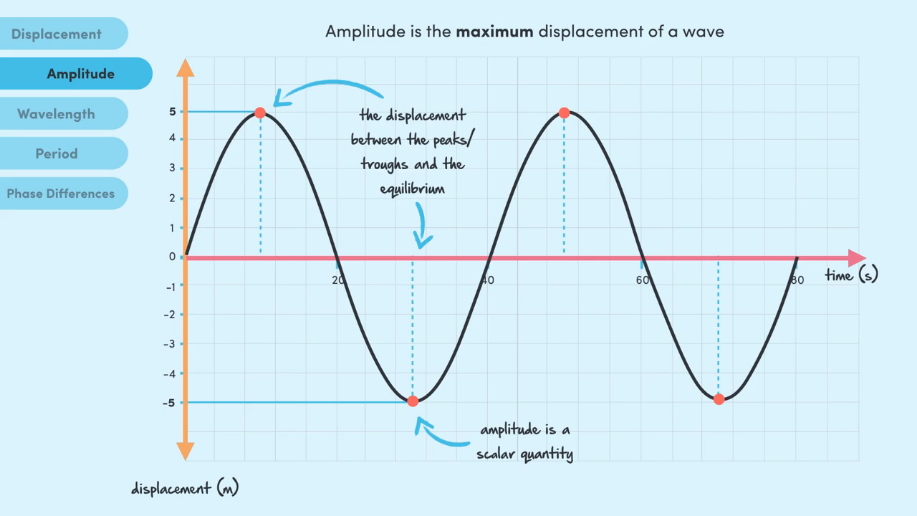 Amplitude is the maximum displacement of a wave
Displacement
Amplitude
Wavelength
Period
Phase Differences
the displacement
between the peaks/
troughs and the
equilibrium
5
4
3
2
1
0
-1
-2
-3
-4
-5
20
40
60
80
time (s)
amplitude is a
scalar quantity
displacement (m)